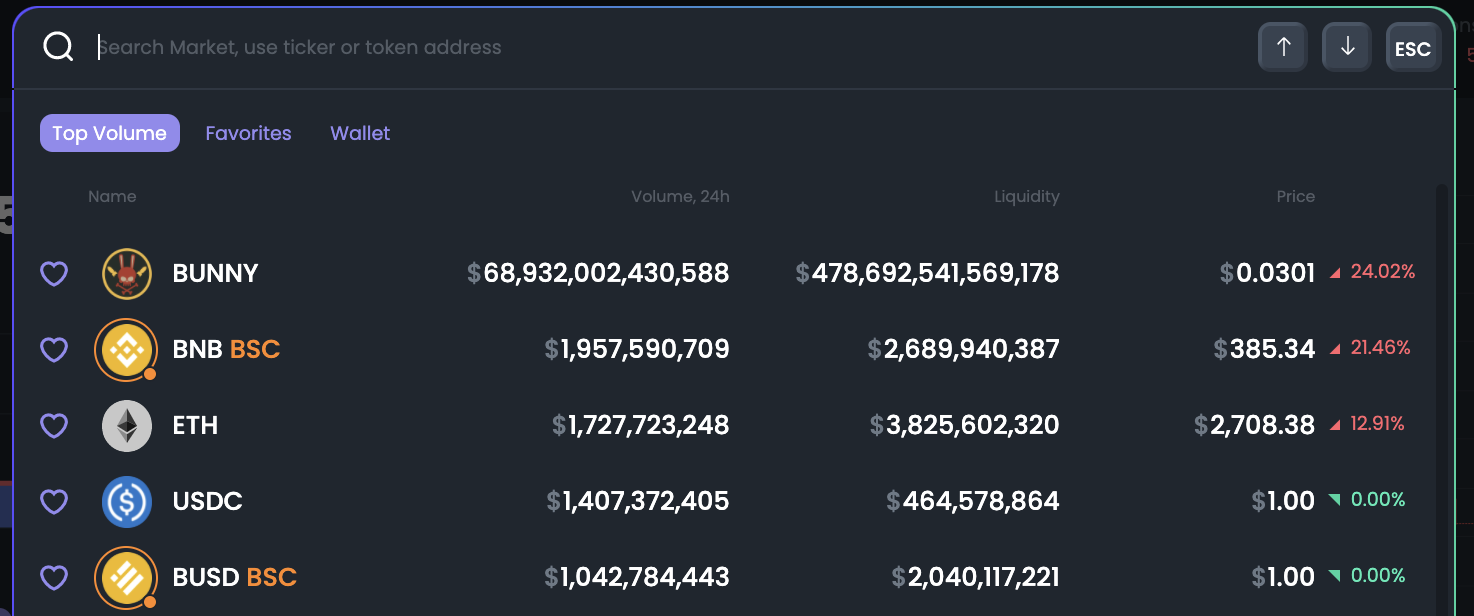 Search Market, use ticker or token address
ESC
Top Volume Favorites Wallet
Name Volume, 24h Liquidity Price
BUNNY $68,932,002,430,588 $478,692,541,569,178 $0.0301 24.02%
BNB BSC $1,957,590,709 $2,689,940,387 $385.34 21.46%
ETH $1,727,723,248 $3,825,602,320 $2,708.38 12.91%
USDC $1,407,372,405 $464,578,864 $1.00 0.00%
BUSD BSC $1,042,784,443 $2,040,117,221 $1.00 0.00%